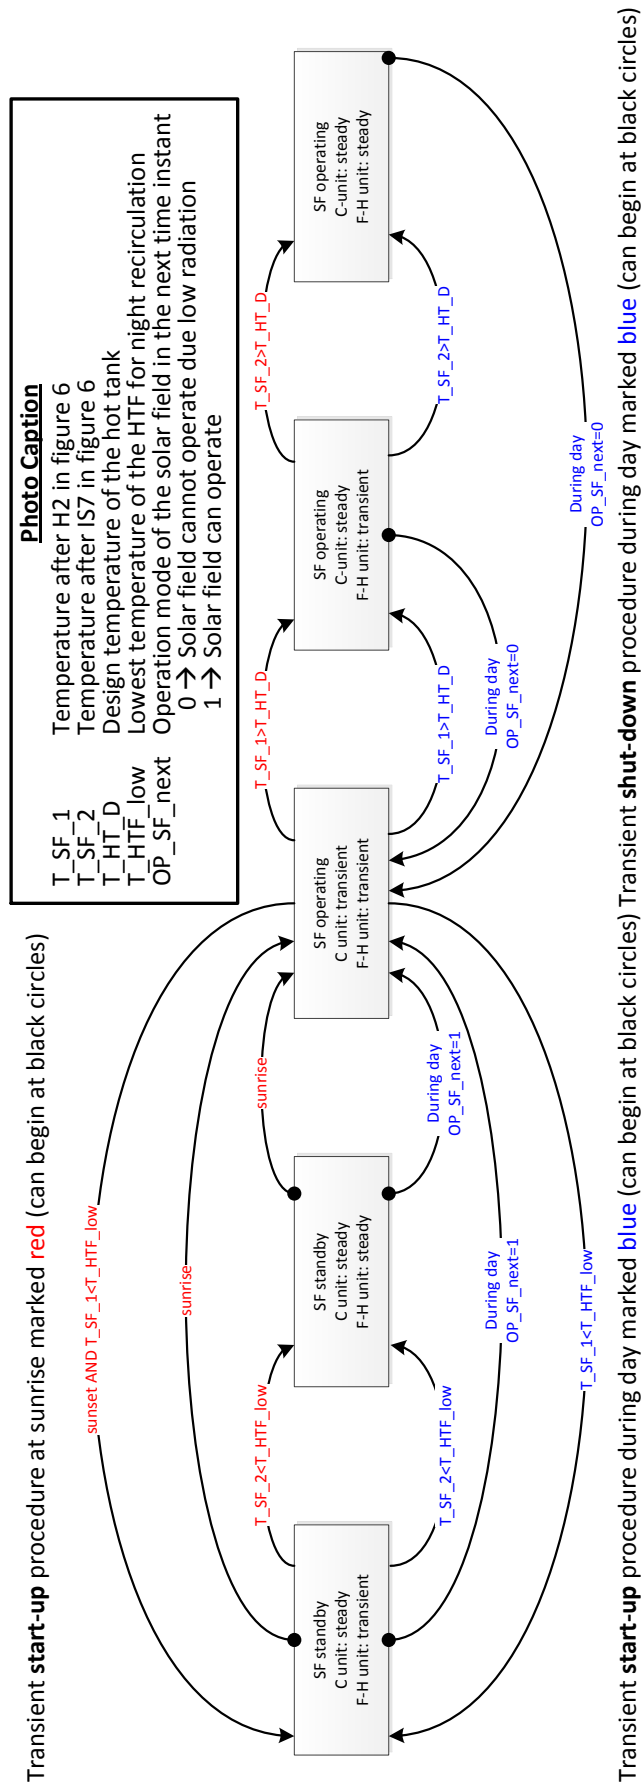 Transient start-up procedure at sunrise marked red (can begin at black circles)
Photo Caption
T_SF_1 Temperature after H2 in figure 6
T_SF_2 Temperature after IS7 in figure 6
T_HT_D Design temperature of the hot tank
T_HTF_low Lowest temperature of the HTF for night recirculation
OP_SF_next Operation mode of the solar field in the next time instant
0 → Solar field cannot operate due low radiation
1 → Solar field can operate
sunset AND T_SF_1<T_HTF_low
sunrise
T_SF_2<T_HTF_low
sunrise
T_SF_1>T_HT_D
T_SF_2>T_HT_D
SF standby
C unit: steady
F-H unit: transient
SF standby
C unit: steady
F-H unit: steady
SF operating
C unit: transient
F-H unit: transient
SF operating
C-unit: steady
F-H unit: transient
SF operating
C-unit: steady
F-H unit: steady
T_SF_2<T_HTF_low
During day
OP_SF_next=1
T_SF_1>T_HT_D
T_SF_2>T_HT_D
During day
OP_SF_next=0
During day
OP_SF_next=1
During day
OP_SF_next=0
T_SF_1<T_HTF_low
Transient start-up procedure during day marked blue (can begin at black circles)
Transient shut-down procedure during day marked blue (can begin at black circles)